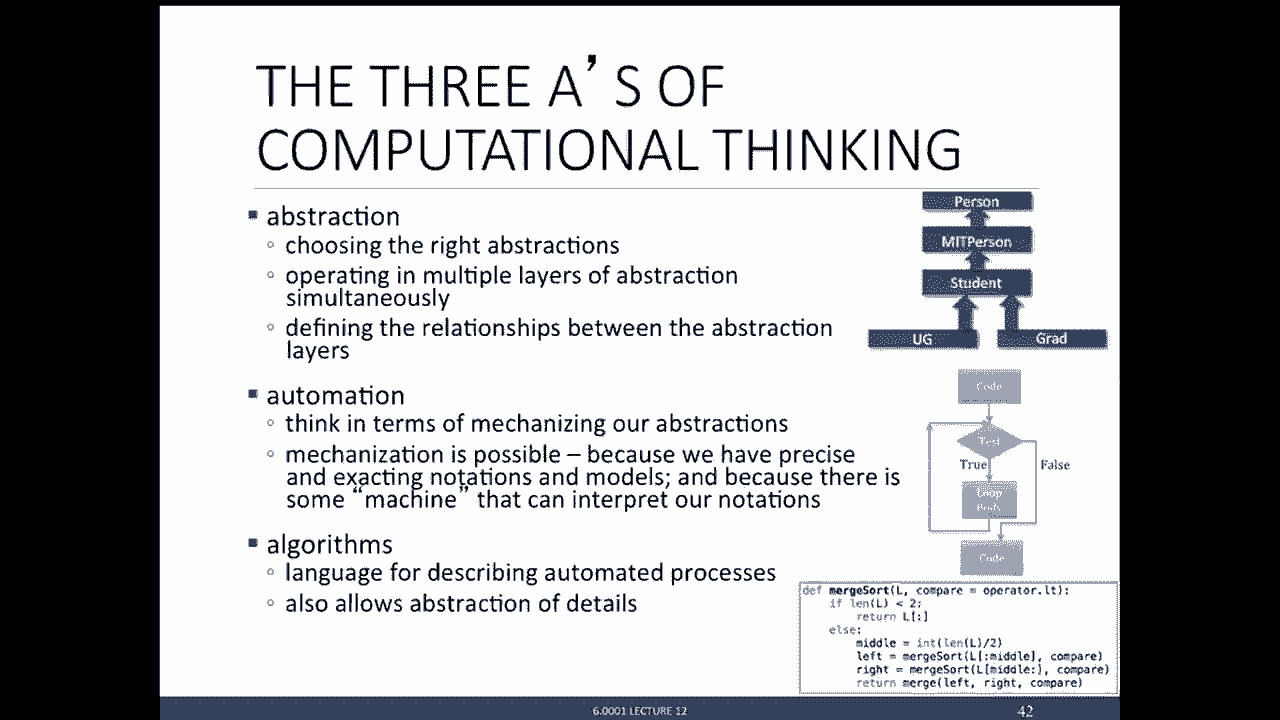 THE THREE A’S OF
COMPUTATIONAL THINKING
▪ abstraction
◦ choosing the right abstractions
◦ operating in multiple layers of abstraction
simultaneously
◦ defining the relationships between the abstraction
layers
▪ automation
◦ think in terms of mechanizing our abstractions
◦ mechanization is possible – because we have precise
and exacting notations and models; and because there is
some “machine” that can interpret our notations
▪ algorithms
◦ language for describing automated processes
◦ also allows abstraction of details
Person
MITPerson
Student
UG Grad
Code
Test
True False
Loop
Body
Code
def mergeSort(L, compare = operator.lt):
    if len(L) < 2:
        return L[:]
    else:
        middle = int(len(L)/2)
        left = mergeSort(L[:middle], compare)
        right = mergeSort(L[middle:], compare)
        return merge(left, right, compare)
6.0001 LECTURE 12
42